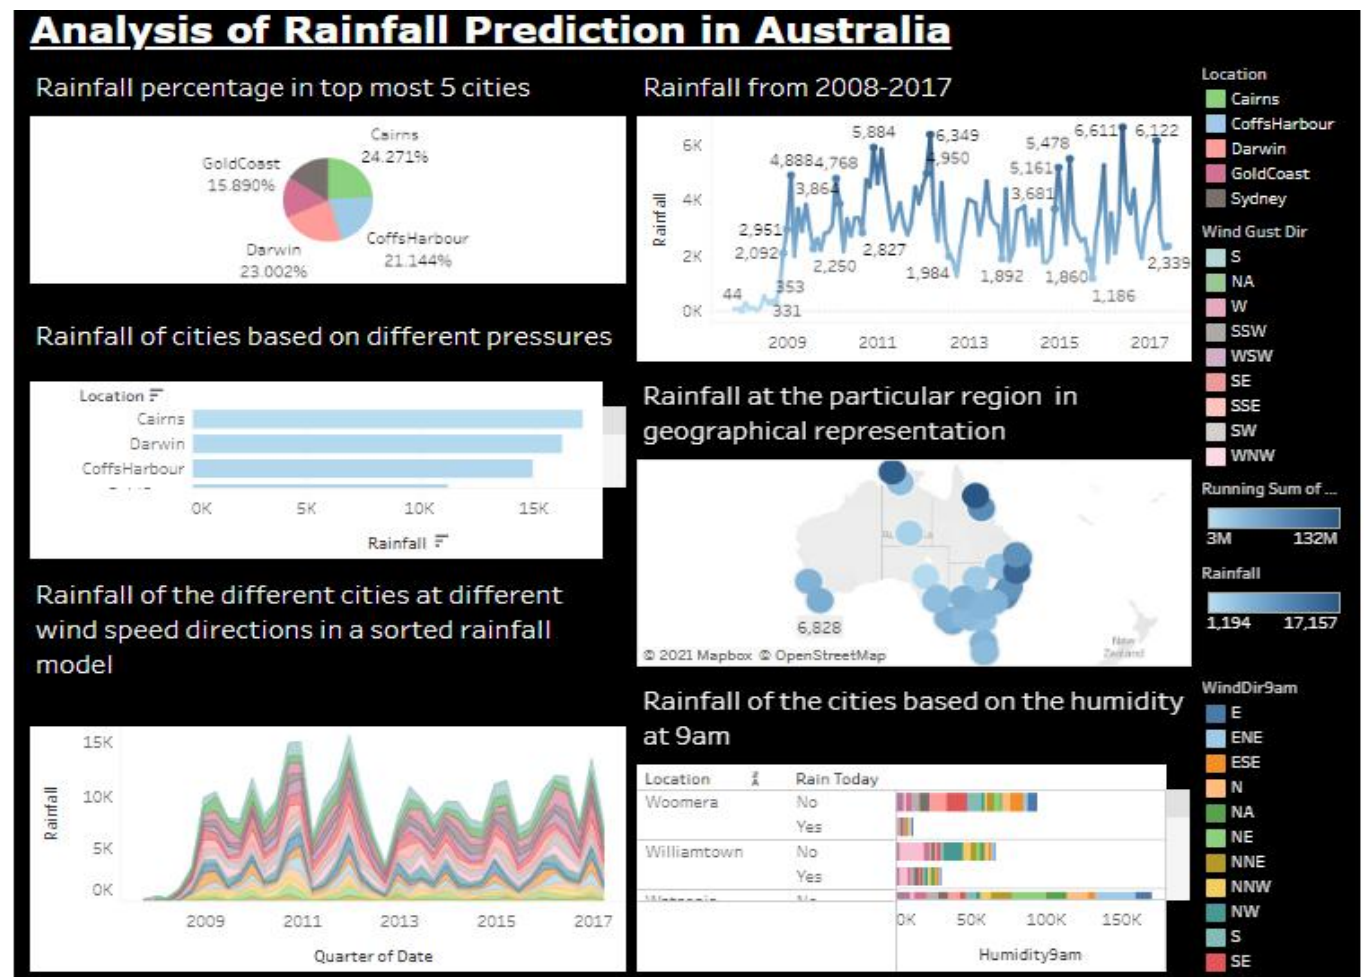 Analysis of Rainfall Prediction in Australia
Rainfall percentage in top most 5 cities
Cairns
24.271%
GoldCoast
15.890%
CoffsHarbour
21.144%
Darwin
23.002%
Rainfall of cities based on different pressures
Location
Cairns
Darwin
CoffsHarbour
0K 5K 10K 15K
Rainfall
Rainfall of the different cities at different
wind speed directions in a sorted rainfall
model
Rainfall
15K
10K
5K
0K
2009 2011 2013 2015 2017
Quarter of Date
Rainfall from 2008-2017
Rainfall
6K
4K
2K
0K
5,884
6,349
5,478
6,611
6,122
4,888
4,768
4,950
5,161
3,864
3,681
2,951
2,092
2,250
2,827
1,984
1,892
1,860
2,339
1,186
44
353
331
2009 2011 2013 2015 2017
Rainfall at the particular region in
geographical representation
6,828
New
Zealand
© 2021 Mapbox © OpenStreetMap
Rainfall of the cities based on the humidity
at 9am
Location Rain Today
Woomera No
Yes
Williamtown No
Yes
0K 50K 100K 150K
Humidity9am
Location
Cairns
CoffsHarbour
Darwin
GoldCoast
Sydney
Wind Gust Dir
S
NA
W
SSW
WSW
SE
SSE
SW
WNW
Running Sum of ...
3M 132M
Rainfall
1,194 17,157
WindDir9am
E
ENE
ESE
N
NA
NE
NNE
NNW
NW
S
SE